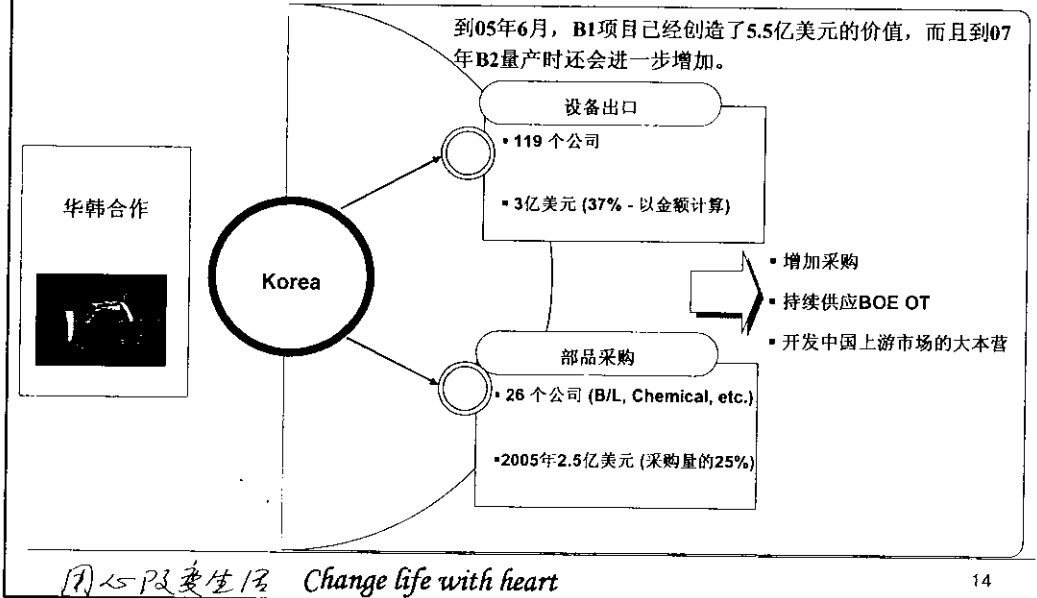 到05年6月，B1项目已经创造了5.5亿美元的价值，而且到07
年B2量产时还会进一步增加。
设备出口
▪ 119 个公司
▪ 3亿美元 (37% - 以金额计算)
华韩合作
Korea
▪ 增加采购
▪ 持续供应BOE OT
▪ 开发中国上游市场的大本营
部品采购
▪ 26 个公司 (B/L, Chemical, etc.)
▪2005年2.5亿美元 (采购量的25%)
用心改变生活 Change life with heart
14